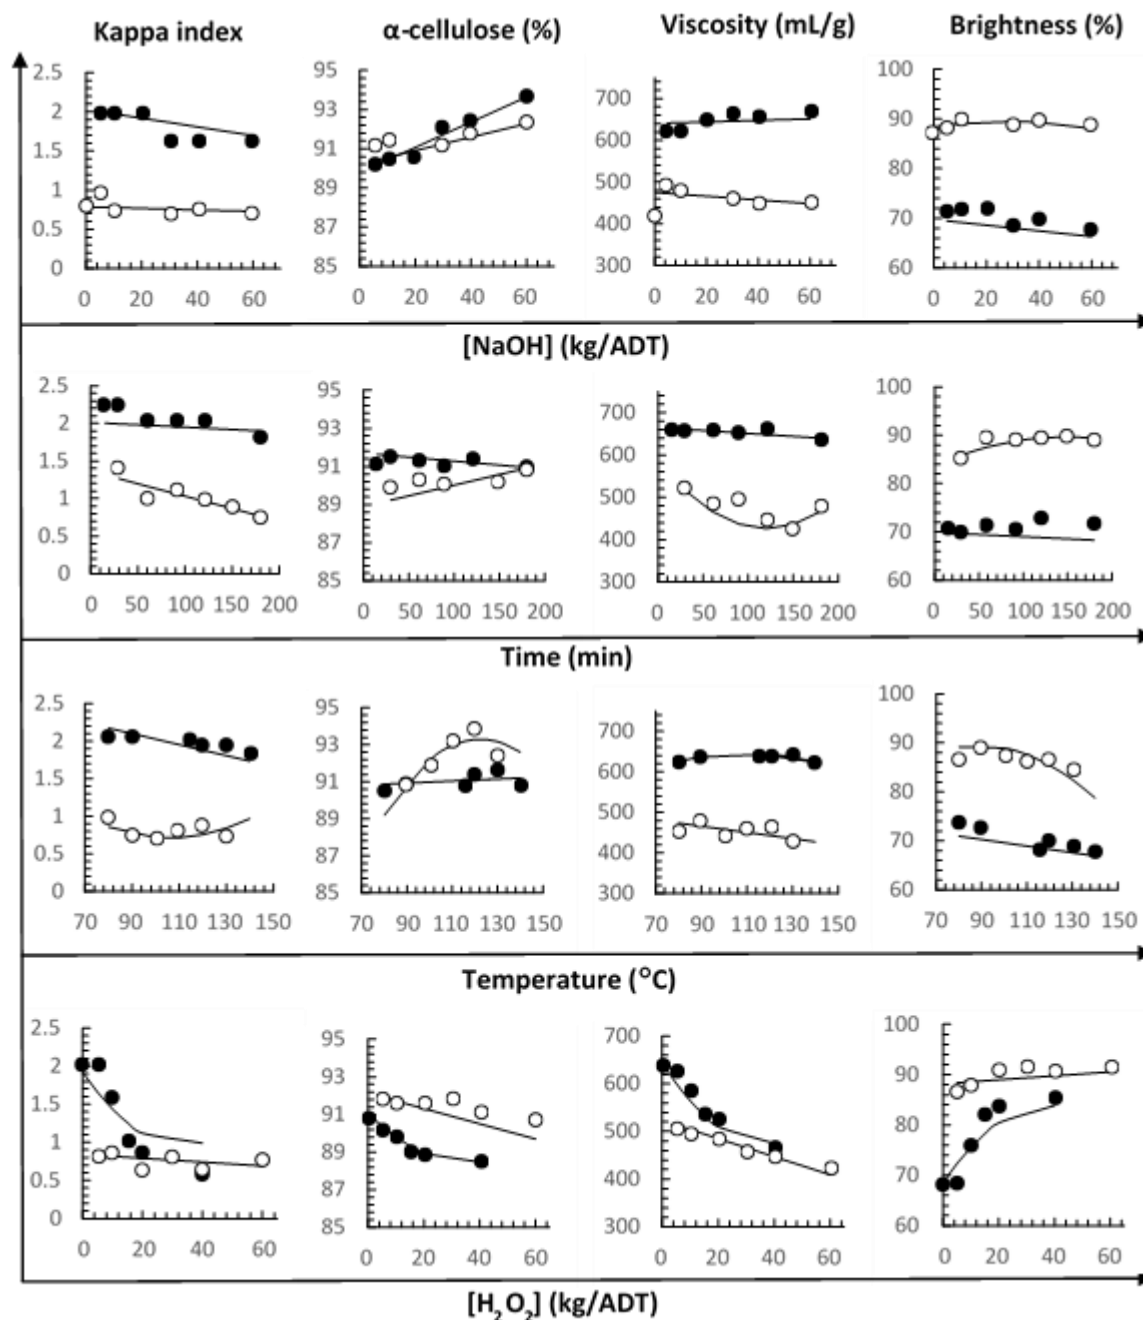 Kappa index α-cellulose (%) Viscosity (mL/g) Brightness (%)
2.5 95 100
2 93 700 90
1.5 91 600 80
1 89 500 70
0.5 87 400 60
0 85 300
0 20 40 60 0 20 40 60 0 20 40 60 0 20 40 60
[NaOH] (kg/ADT)
2.5 95 100
2 93 700 90
1.5 91 600 80
1 89 500 70
0.5 87 400 60
0 85 300
0 50 100 150 200 0 50 100 150 200 0 50 100 150 200 0 50 100 150 200
Time (min)
2.5 95 100
2 93 700 90
1.5 91 600 80
1 89 500 70
0.5 87 400 60
0 85 300
70 90 110 130 150 70 90 110 130 150 70 90 110 130 150 70 90 110 130 150
Temperature (°C)
2.5 95 700 100
2 93 600 90
1.5 91 500 80
1 89 400 70
0.5 87 300 60
0 85
0 20 40 60 0 20 40 60 0 20 40 60 0 20 40 60
[H₂O₂] (kg/ADT)